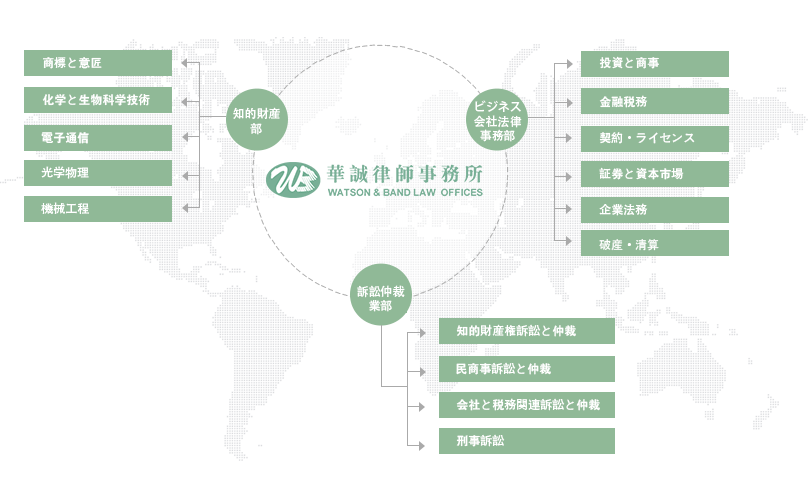 商標と意匠
化学と生物科学技術
電子通信
光学物理
機械工程
知的財産
部
ビジネス
会社法律
事務部
投資と商事
金融税務
契約・ライセンス
証券と資本市場
企業法務
破産・清算
華誠律師事務所
WATSON & BAND LAW OFFICES
訴訟仲裁
業部
知的財産権訴訟と仲裁
民商事訴訟と仲裁
会社と税務関連訴訟と仲裁
刑事訴訟